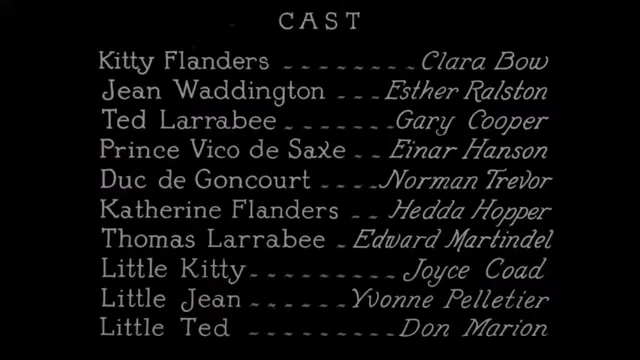 CAST
Kitty Flanders - - - - - - - - Clara Bow
Jean Waddington - - - Esther Ralston
Ted Larrabee - - - - - - - Gary Cooper
Prince Vico de Saxe - - Einar Hanson
Duc de Goncourt - - - - Norman Trevor
Katherine Flanders - - Hedda Hopper
Thomas Larrabee - Edward Martindel
Little Kitty - - - - - - - - - Joyce Coad
Little Jean - - - - - - Yvonne Pelletier
Little Ted - - - - - - - - - Don Marion